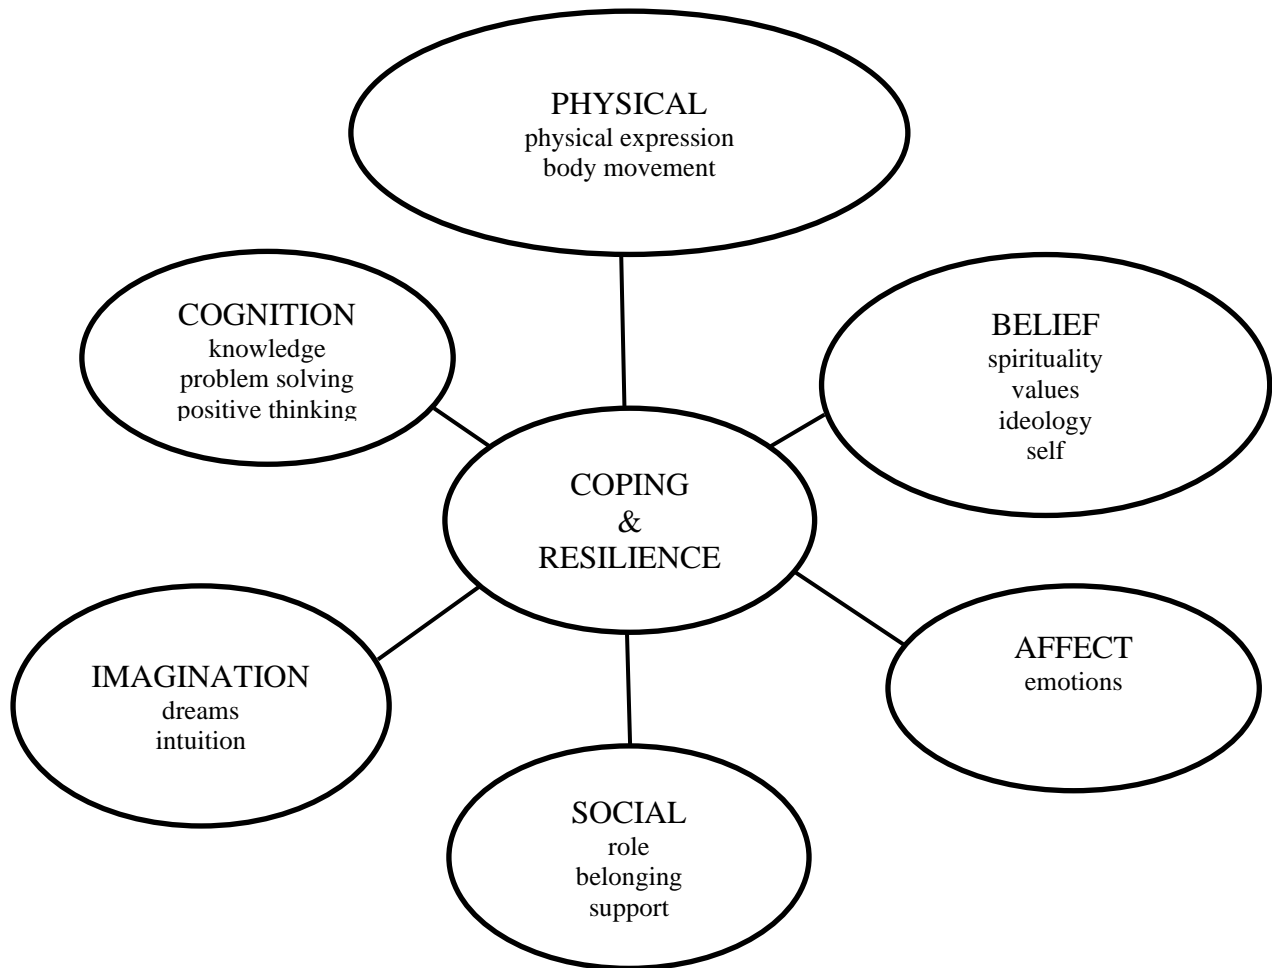 PHYSICAL
physical expression
body movement
COGNITION
knowledge
problem solving
positive thinking
BELIEF
spirituality
values
ideology
self
COPING
&
RESILIENCE
IMAGINATION
dreams
intuition
AFFECT
emotions
SOCIAL
role
belonging
support